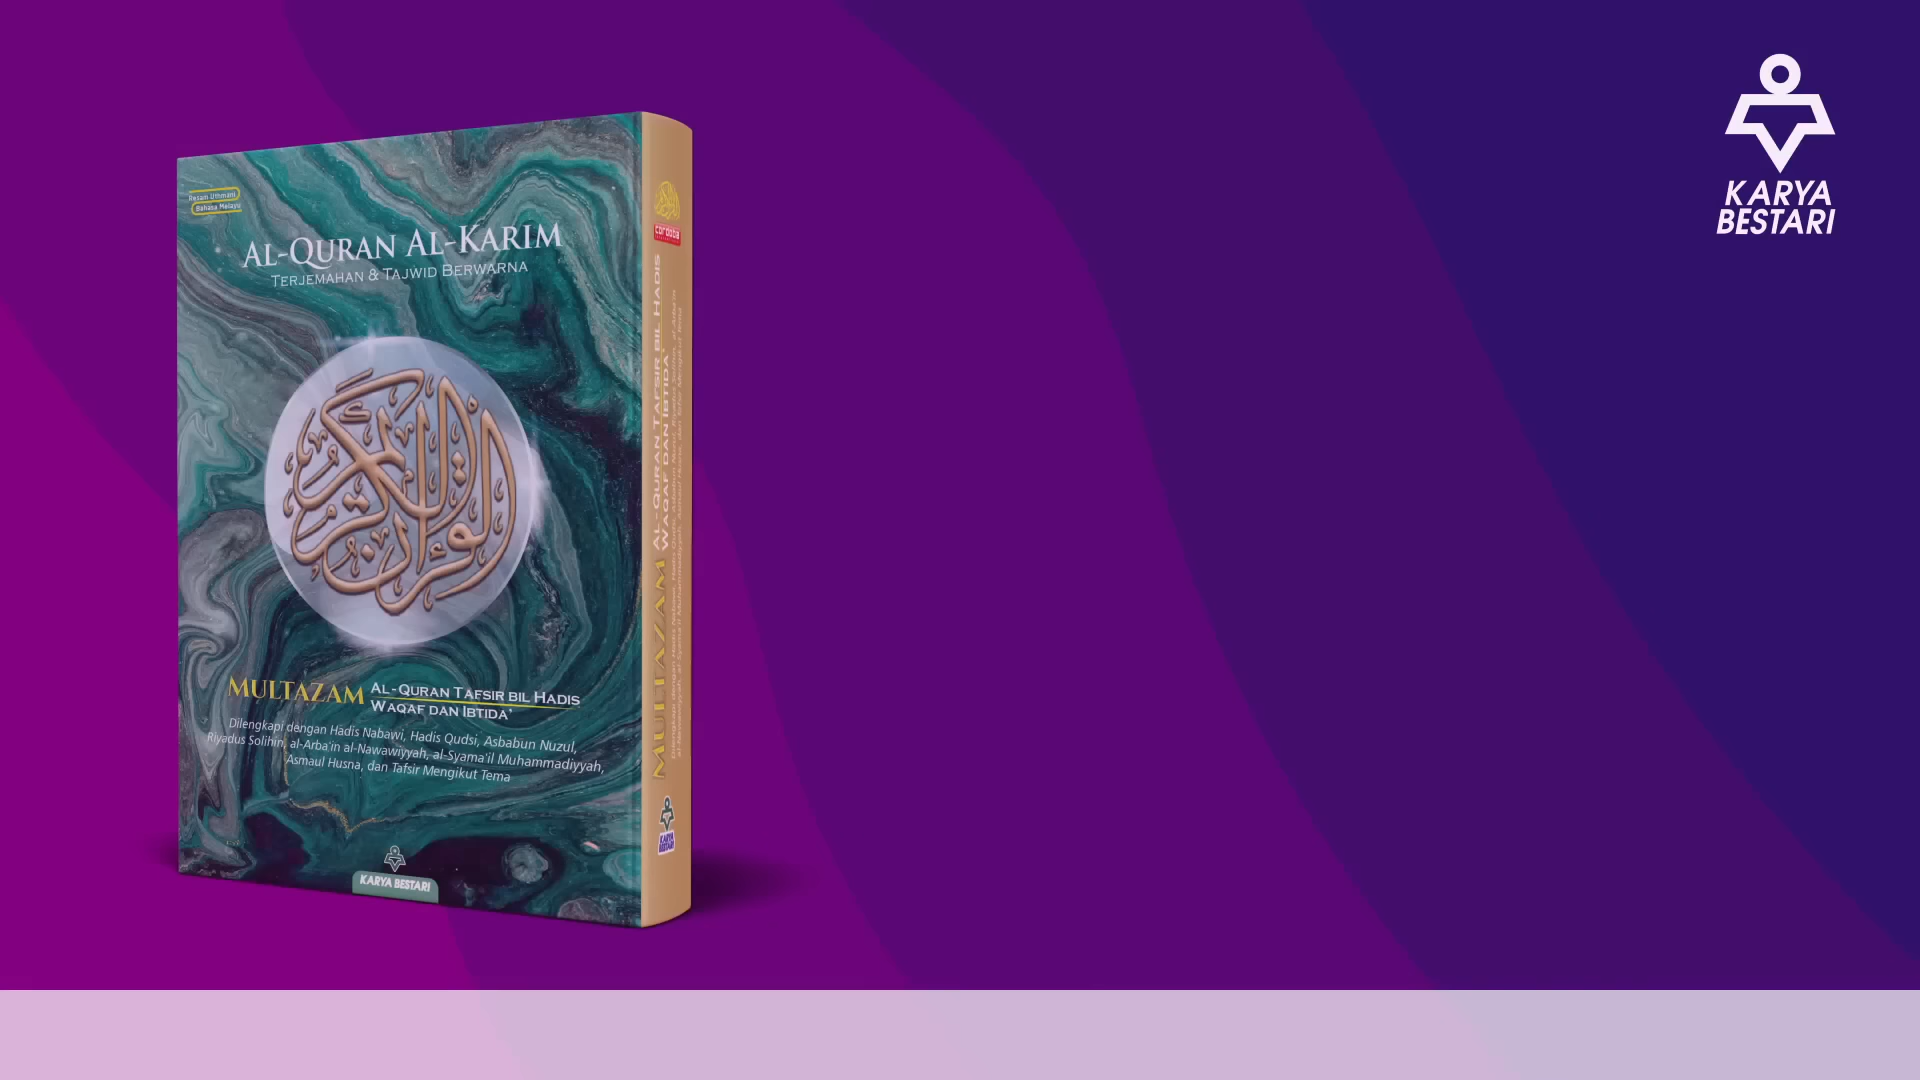 Resam Uthmani
Bahasa Melayu
AL-QURAN AL-KARIM
TERJEMAHAN & TAJWID BERWARNA
القرءان الكريم
MULTAZAM AL-QURAN TAFSIR BIL HADIS
WAQAF DAN IBTIDA'
Dilengkapi dengan Hadis Nabawi, Hadis Qudsi, Asbabun Nuzul,
Riyadus Solihin, al-Arba'in al-Nawawiyyah, al-Syama'il Muhammadiyyah,
Asmaul Husna, dan Tafsir Mengikut Tema
KARYA BESTARI
cordoba
MULTAZAM AL-QURAN TAFSIR BIL HADIS
WAQAF DAN IBTIDA'
KARYA
BESTARI
KARYA
BESTARI